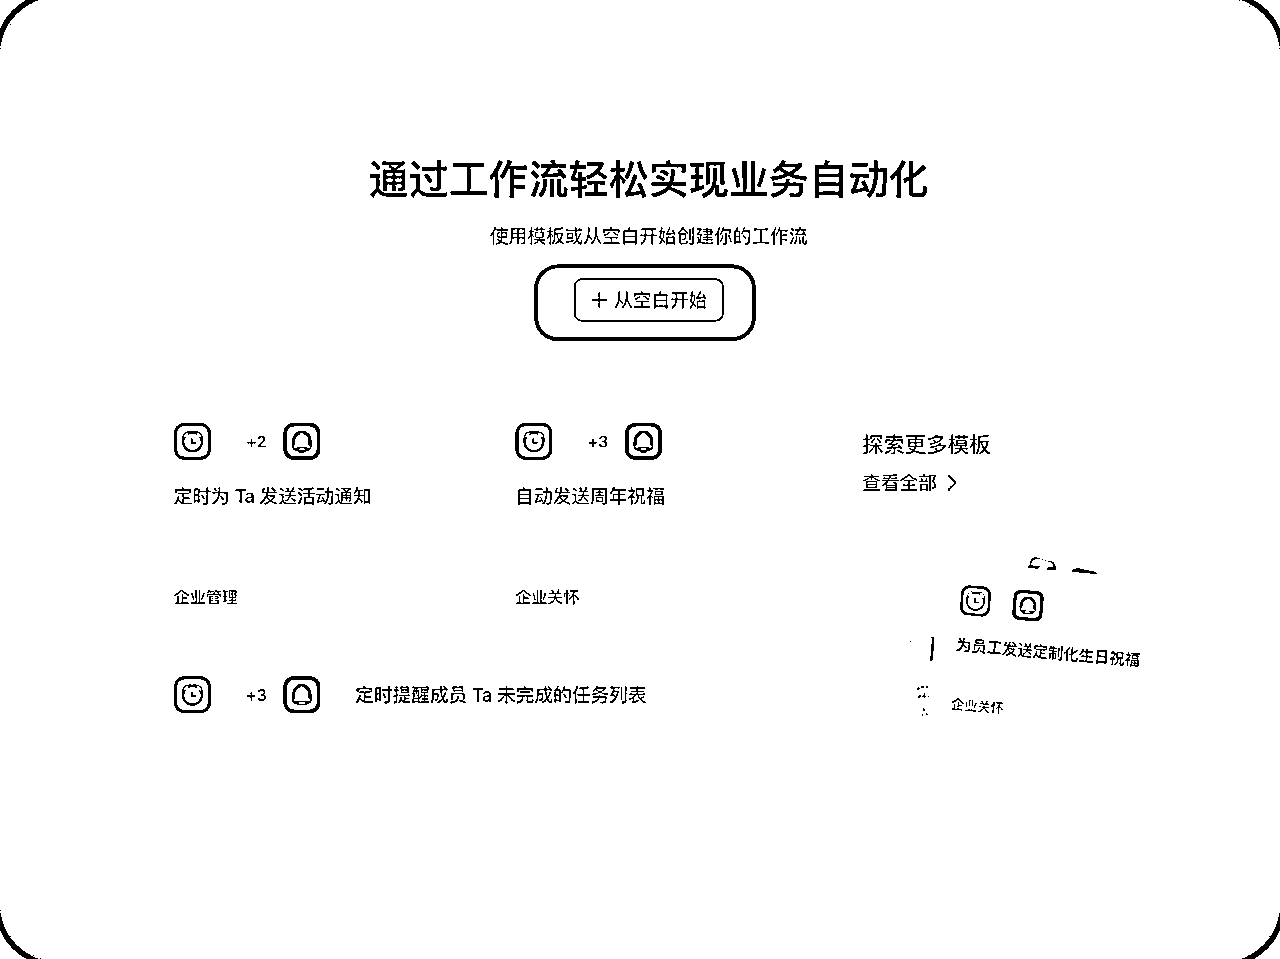 通过工作流轻松实现业务自动化
使用模板或从空白开始创建你的工作流
+ 从空白开始
+2
定时为 Ta 发送活动通知
企业管理
+3
自动发送周年祝福
企业关怀
探索更多模板
查看全部 >
+3
定时提醒成员 Ta 未完成的任务列表
为员工发送定制化生日祝福
企业关怀